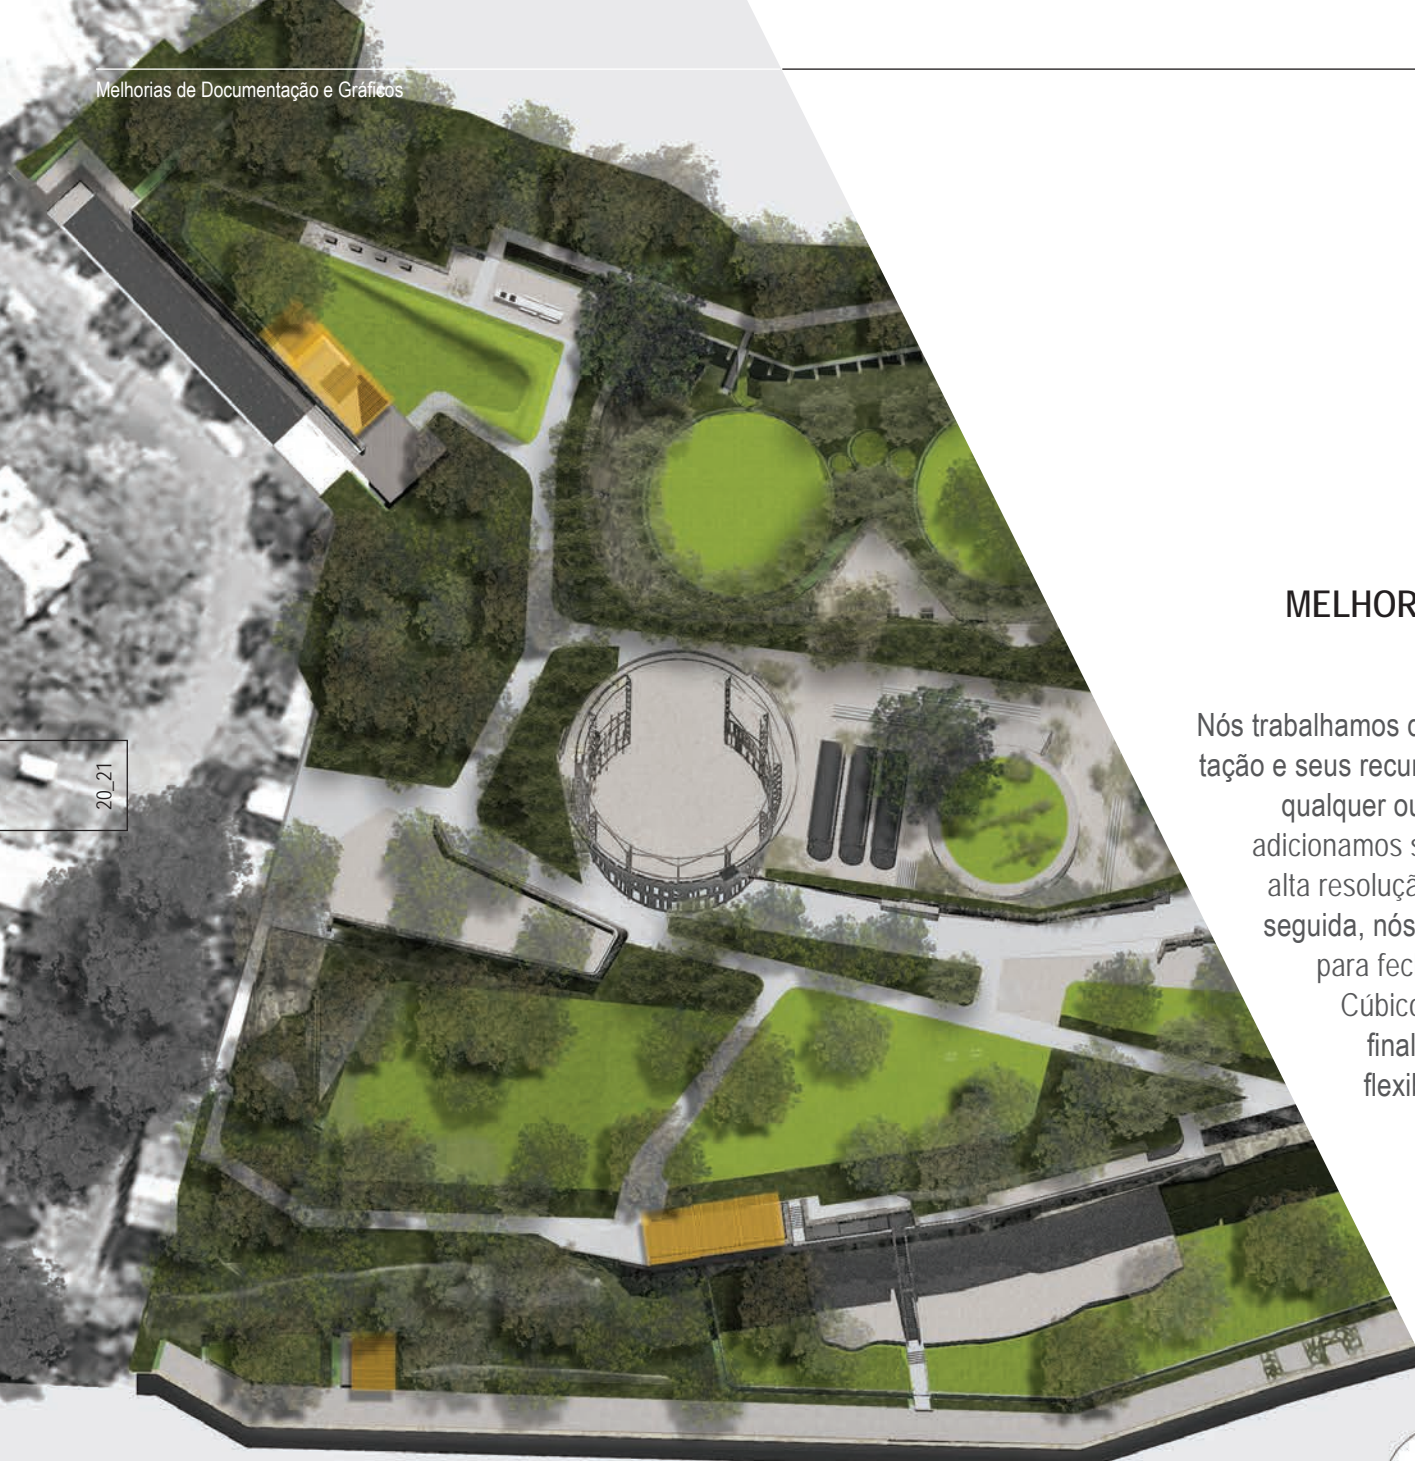 Melhorias de Documentação e Gráficos
MELHOR
Nós trabalhamos
tação e seus recur
qualquer ou
adicionamos s
alta resoluçã
seguida, nós
para fec
Cúbico
final
flexil
20_21